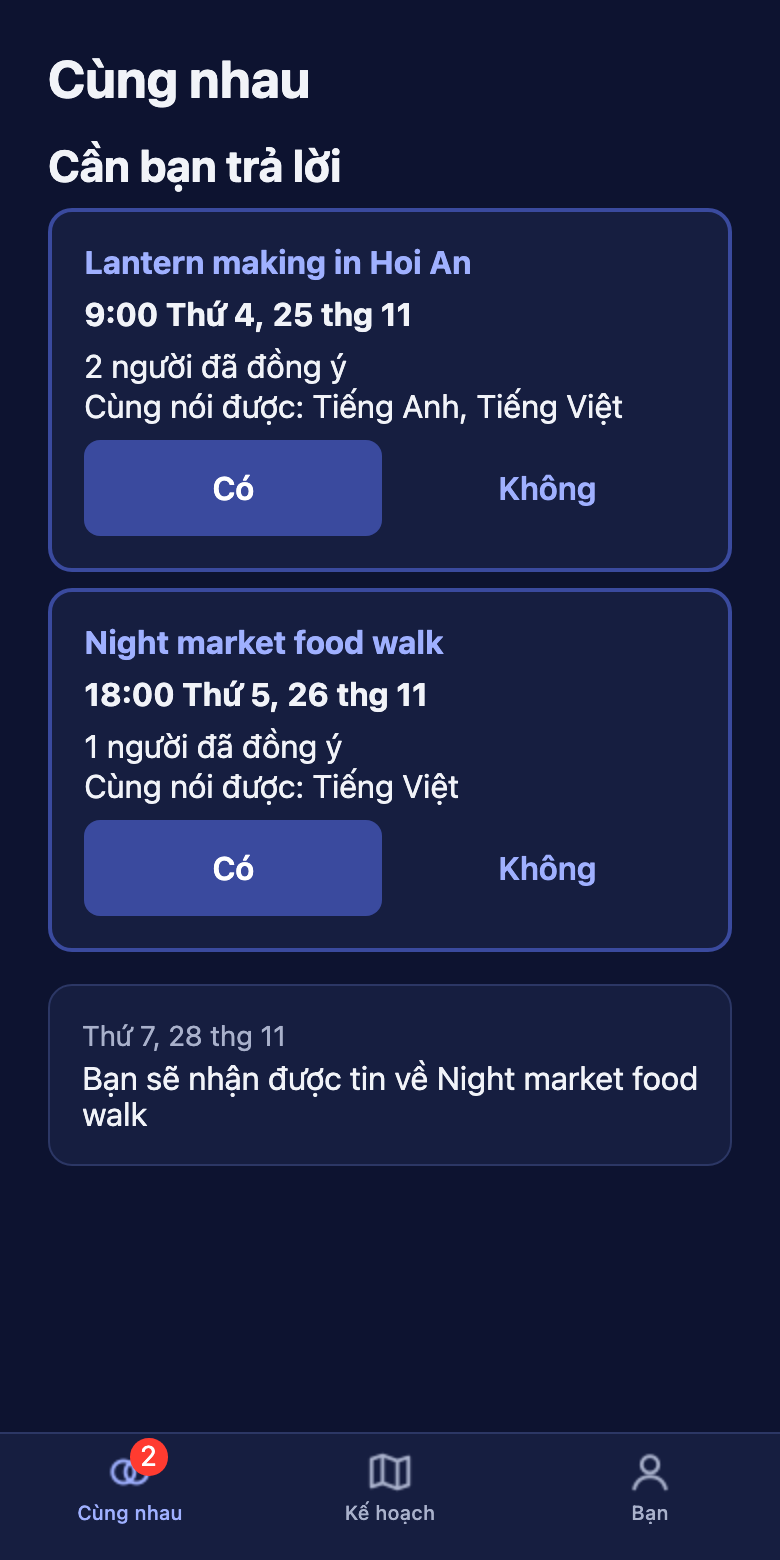 Cùng nhau
Cần bạn trả lời
Lantern making in Hoi An
9:00 Thứ 4, 25 thg 11
2 người đã đồng ý
Cùng nói được: Tiếng Anh, Tiếng Việt
Có
Không
Night market food walk
18:00 Thứ 5, 26 thg 11
1 người đã đồng ý
Cùng nói được: Tiếng Việt
Có
Không
Thứ 7, 28 thg 11
Bạn sẽ nhận được tin về Night market food
walk
2
Cùng nhau
Kế hoạch
Bạn